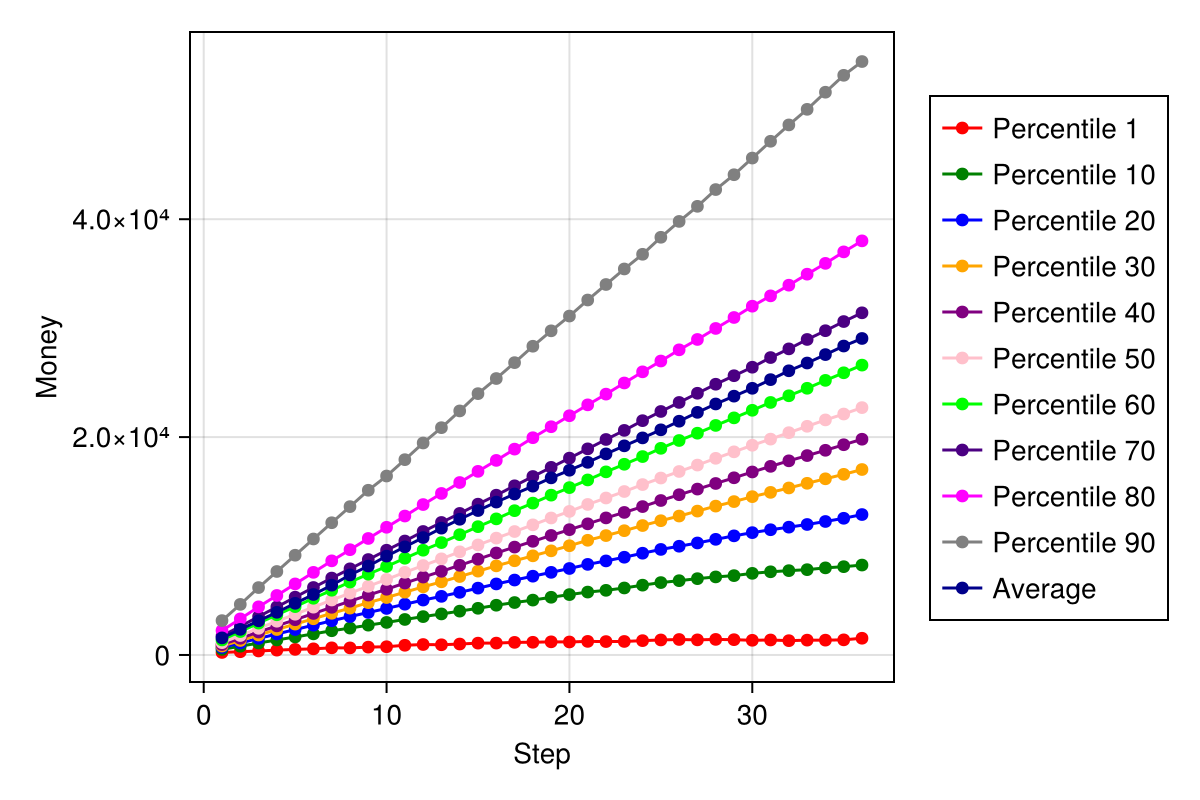 4.0×10⁴
2.0×10⁴
0
Money
0 10 20 30
Step
Percentile 1
Percentile 10
Percentile 20
Percentile 30
Percentile 40
Percentile 50
Percentile 60
Percentile 70
Percentile 80
Percentile 90
Average